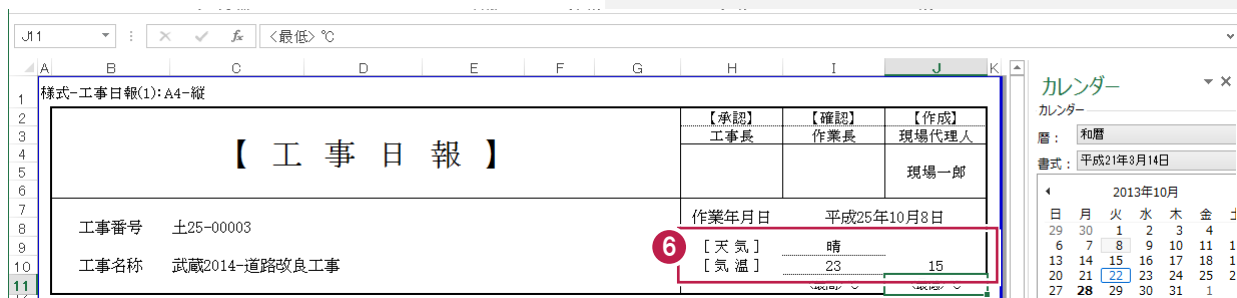 J11
fx
<最低> ℃
A B C D E F G H I J K
1 様式-工事日報(1):A4-縦
2 【承認】 【確認】 【作成】
3 工事長 作業長 現場代理人
4 【 工 事 日 報 】
5 現場一郎
6
7 作業年月日 平成25年10月8日
8 工事番号 土25-00003
9 6 [ 天 気 ] 晴
10 工事名称 武蔵2014-道路改良工事 [ 気 温 ] 23 15
11
カレンダー
カレンダー
暦: 和暦
書式: 平成21年3月14日
2013年10月
日 月 火 水 木 金 土
29 30 1 2 3 4
6 7 8 9 10 11
13 14 15 16 17 18
20 21 22 23 24 25
27 28 29 30 31 1